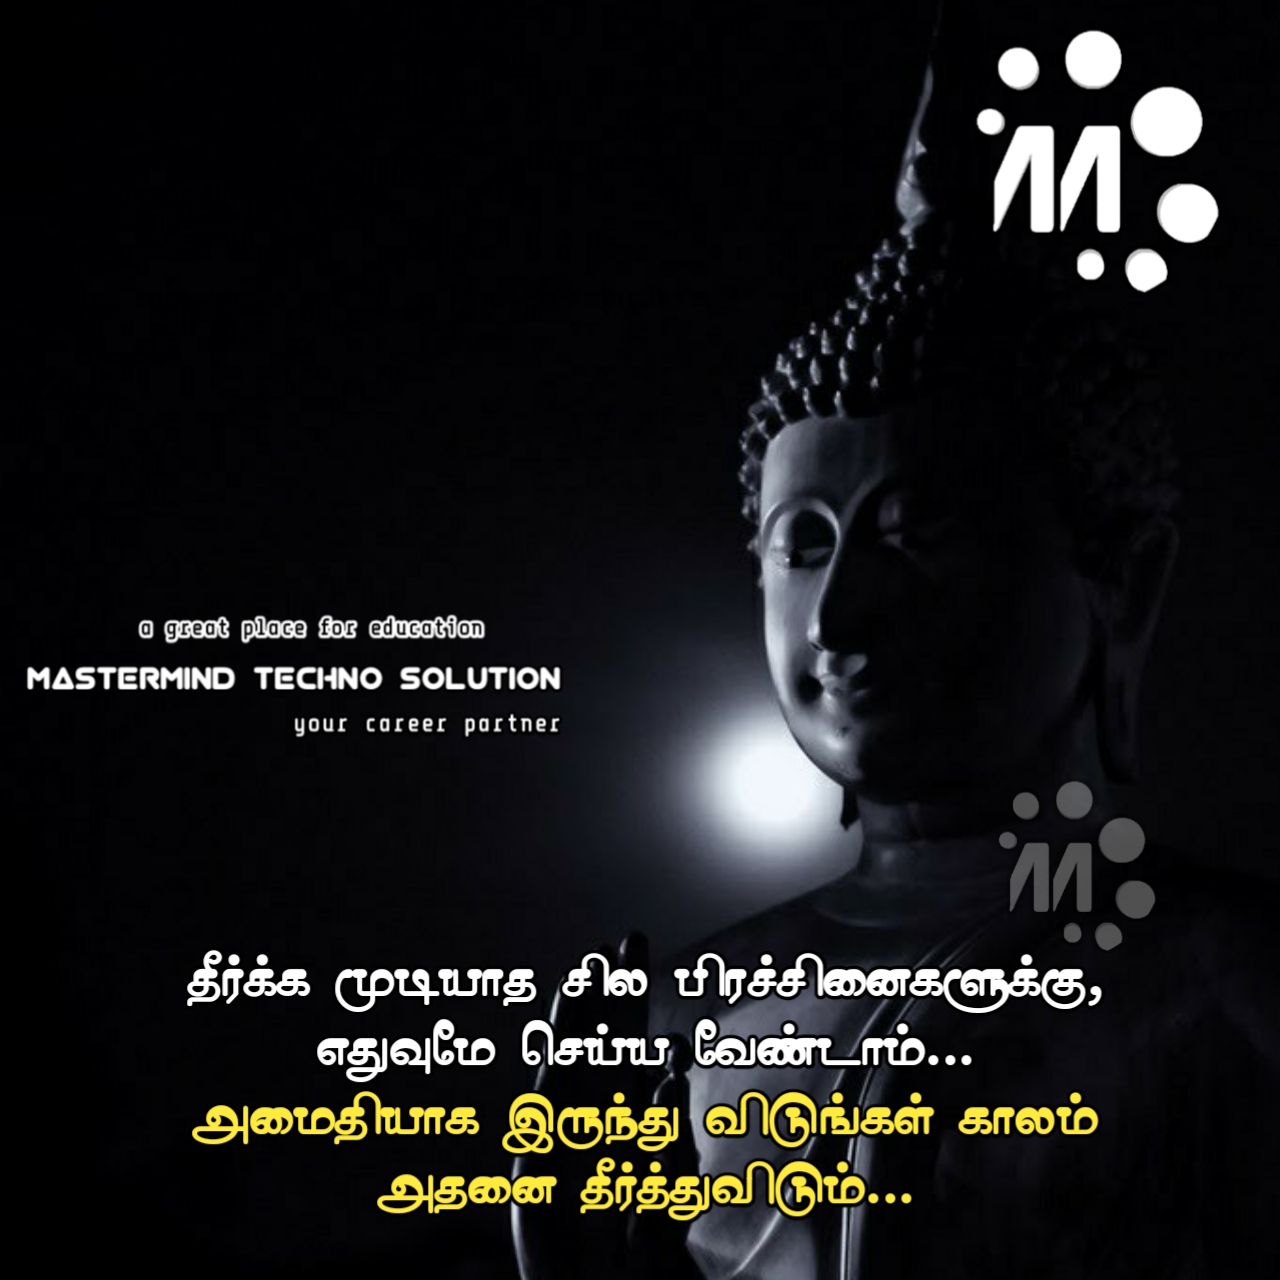 M
a great place for education
MASTERMIND TECHNO SOLUTION
your career partner
M
தீர்க்க முடியாத சில பிரச்சினைகளுக்கு,
எதுவுமே செய்ய வேண்டாம்...
அமைதியாக இருந்து விடுங்கள் காலம்
அதனை தீர்த்துவிடும்...